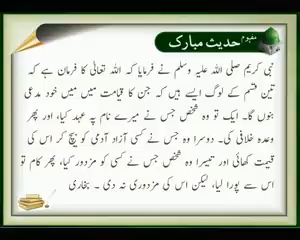 مفہوم حدیث مبارک
نبی کریم صلی اللہ علیہ وسلم نے فرمایا کہ اللہ تعالیٰ کا فرمان ہے کہ
تین قسم کے لوگ ایسے ہیں کہ جن کا قیامت میں میں خود مدعی
بنوں گا۔ ایک تو وہ شخص جس نے میرے نام پہ عہد کیا، اور پھر
وعدہ خلافی کی۔ دوسرا وہ جس نے کسی آزاد آدمی کو بیچ کر اس کی
قیمت کھائی اور تیسرا وہ شخص جس نے کسی کو مزدور کیا، پھر کام تو
اس سے پورا لیا، لیکن اس کی مزدوری نہ دی ۔ بخاری